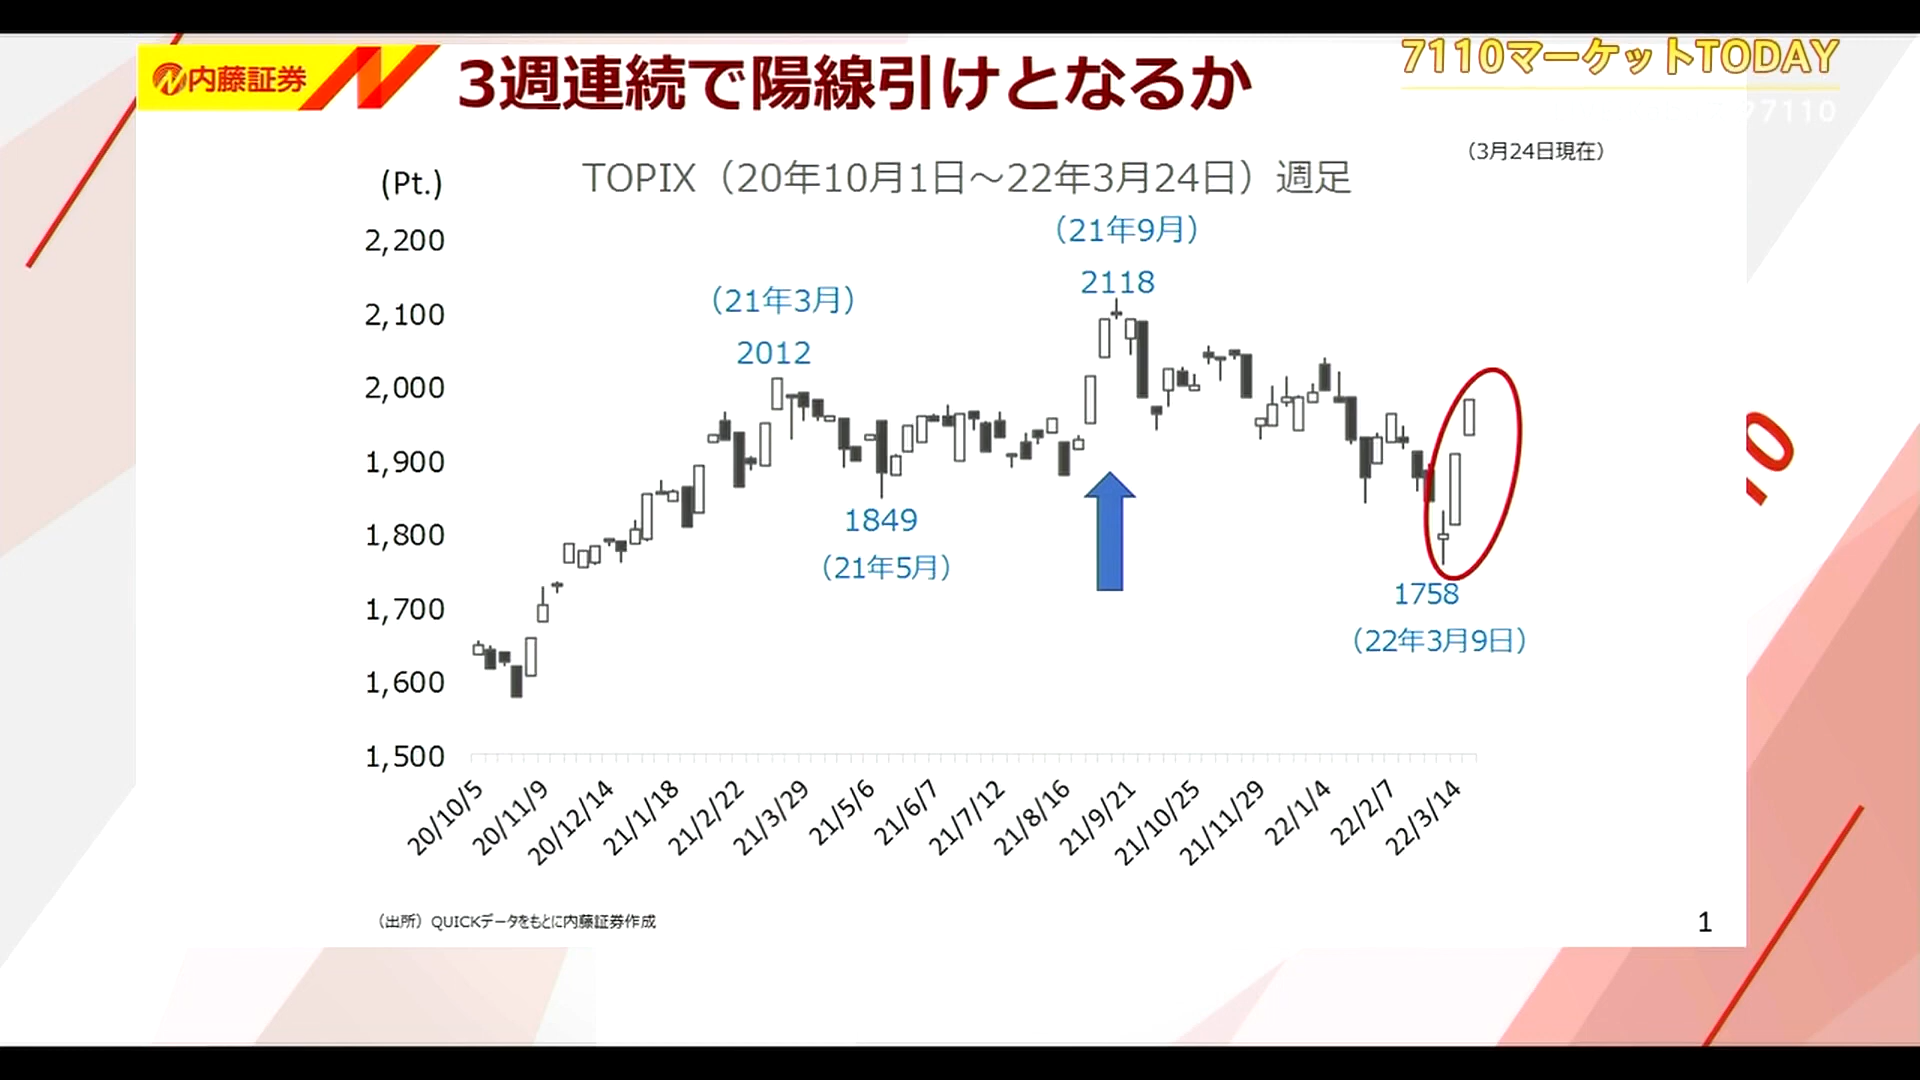 内藤証券
3週連続で陽線引けとなるか
7110マーケットTODAY
7110
(3月24日現在)
(Pt.)
TOPIX(20年10月1日～22年3月24日)週足
2,200
2,100
2,000
1,900
1,800
1,700
1,600
1,500
(21年3月)
2012
(21年9月)
2118
1849
(21年5月)
1758
(22年3月9日)
20/10/5
20/11/9
20/12/14
21/1/18
21/2/22
21/3/29
21/5/6
21/6/7
21/7/12
21/8/16
21/9/21
21/10/25
21/11/29
22/1/4
22/2/7
22/3/14
(出所)QUICKデータをもとに内藤証券作成
1
10